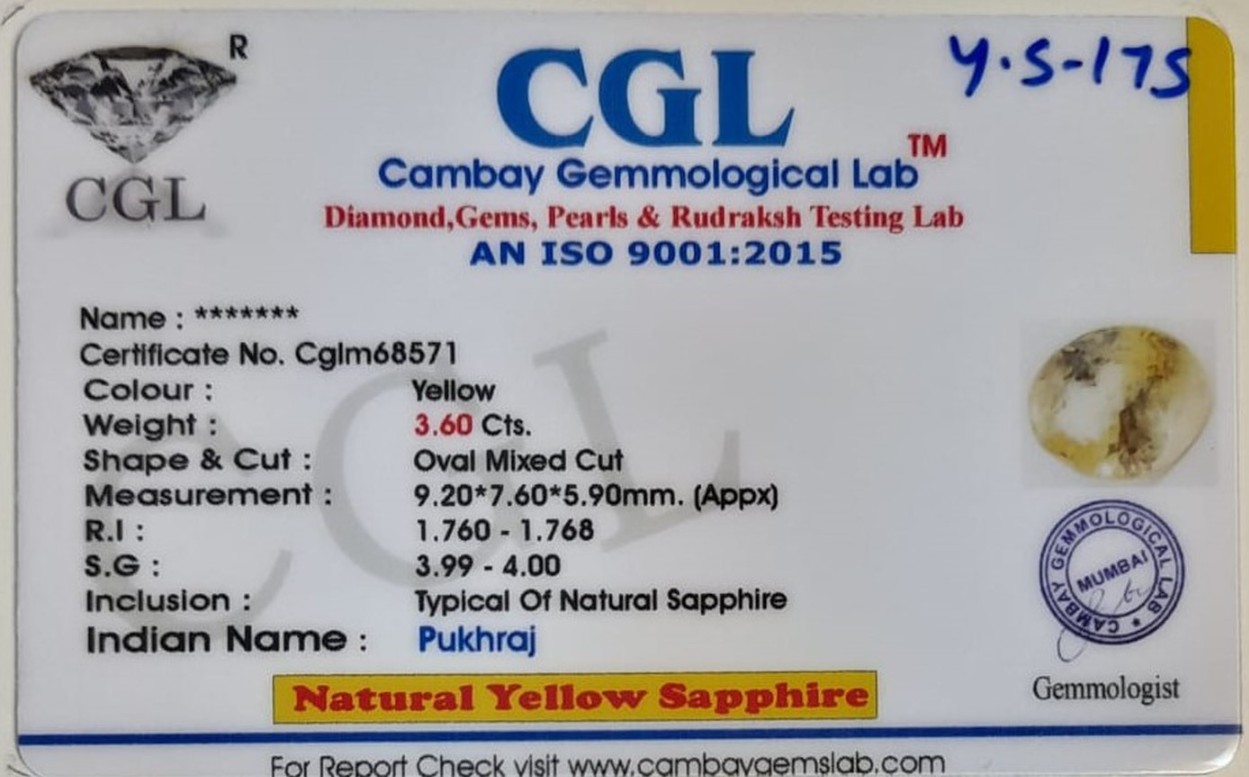 R
CGL
CGL
TM
Y.S-175
Cambay Gemmological Lab
Diamond,Gems, Pearls & Rudraksh Testing Lab
AN ISO 9001:2015
Name : *******
Certificate No. Cglm68571
Colour : Yellow
Weight : 3.60 Cts.
Shape & Cut : Oval Mixed Cut
Measurement : 9.20*7.60*5.90mm. (Appx)
R.I : 1.760 - 1.768
S.G : 3.99 - 4.00
Inclusion : Typical Of Natural Sapphire
Indian Name : Pukhraj
CGL
CAMBAY GEMMOLOGICAL LAB ★
MUMBAI
Gemmologist
Natural Yellow Sapphire
For Report Check visit www.cambaygemslab.com